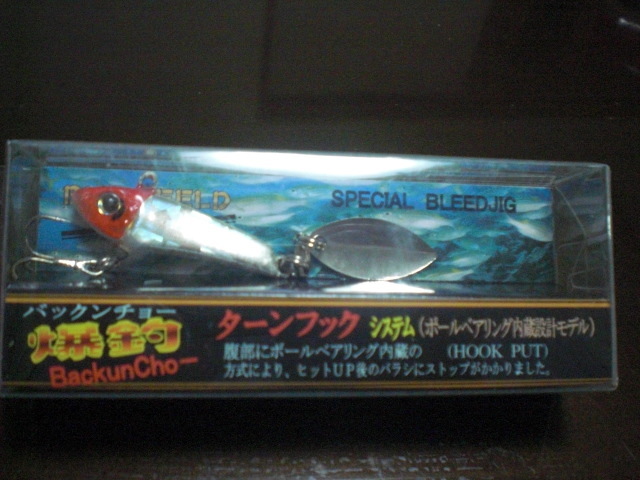 FIELD
SPECIAL BLEEDJIG
バックンチョー
爆釣
BackunCho—
ターンフック システム(ボールベアリング内蔵設計モデル)
腹部にボールベアリング内蔵の (HOOK PUT)
方式により、ヒットUP後のバラシにストップがかかりました。